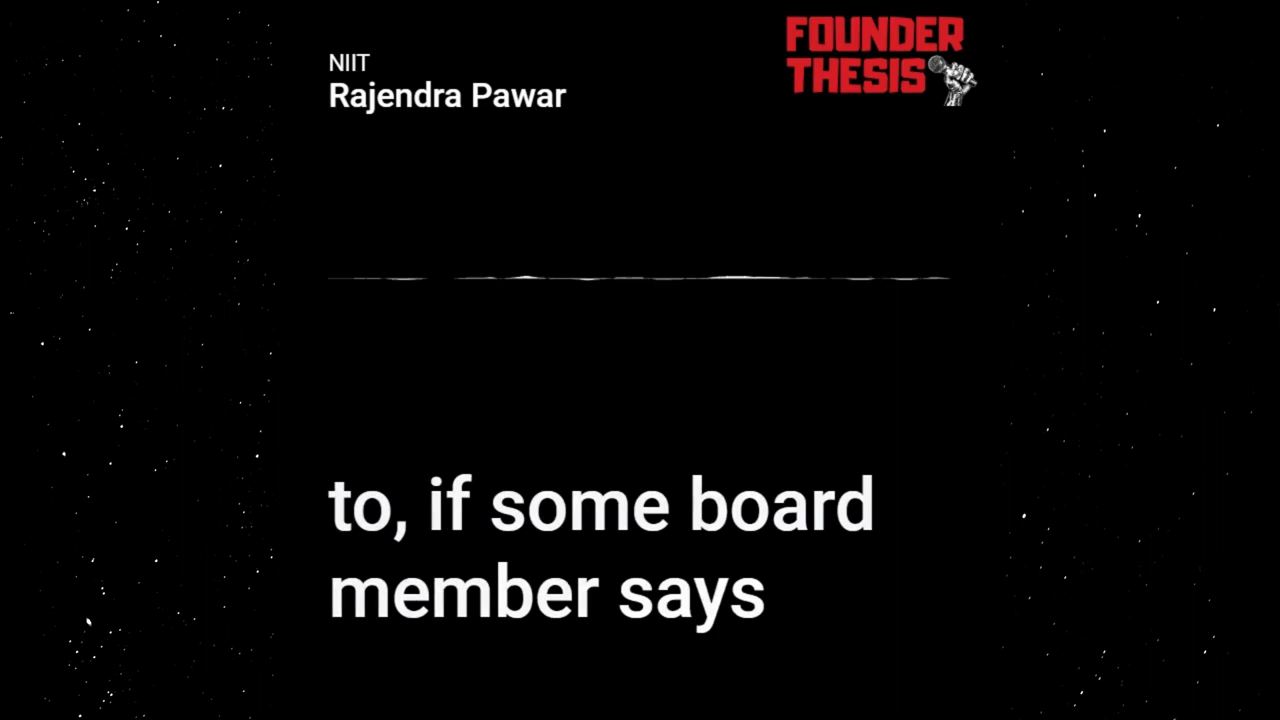 NIIT
Rajendra Pawar
FOUNDER
THESIS
to, if some board
member says